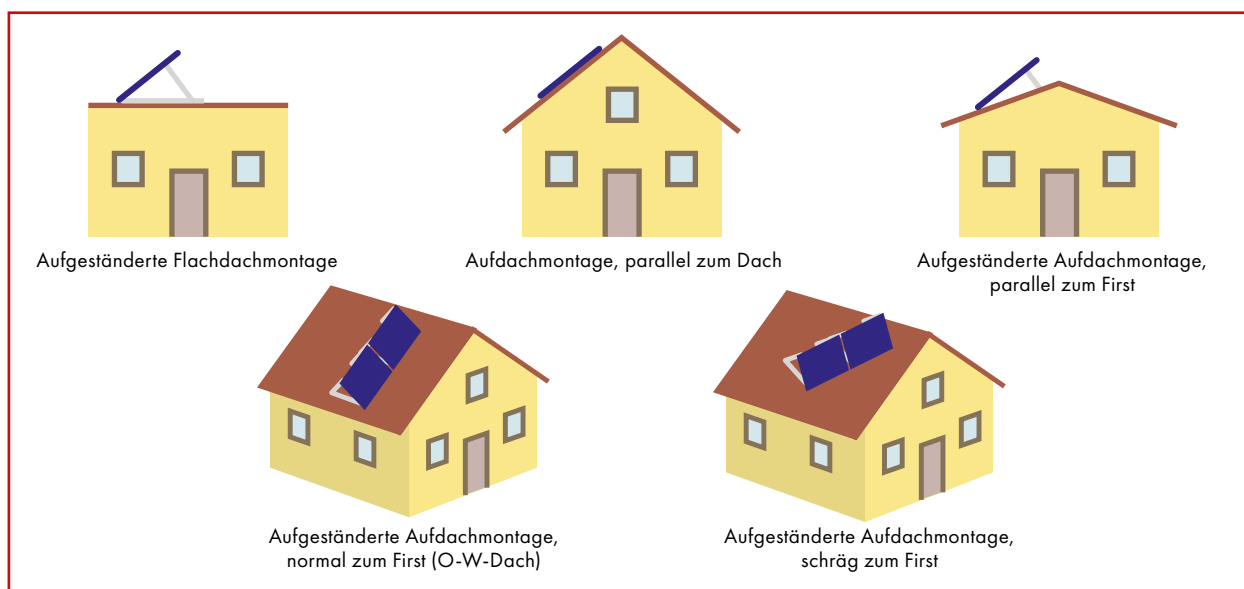 Aufgeständerte Flachdachmontage
Aufdachmontage, parallel zum Dach
Aufgeständerte Aufdachmontage,
parallel zum First
Aufgeständerte Aufdachmontage,
normal zum First (O-W-Dach)
Aufgeständerte Aufdachmontage,
schräg zum First